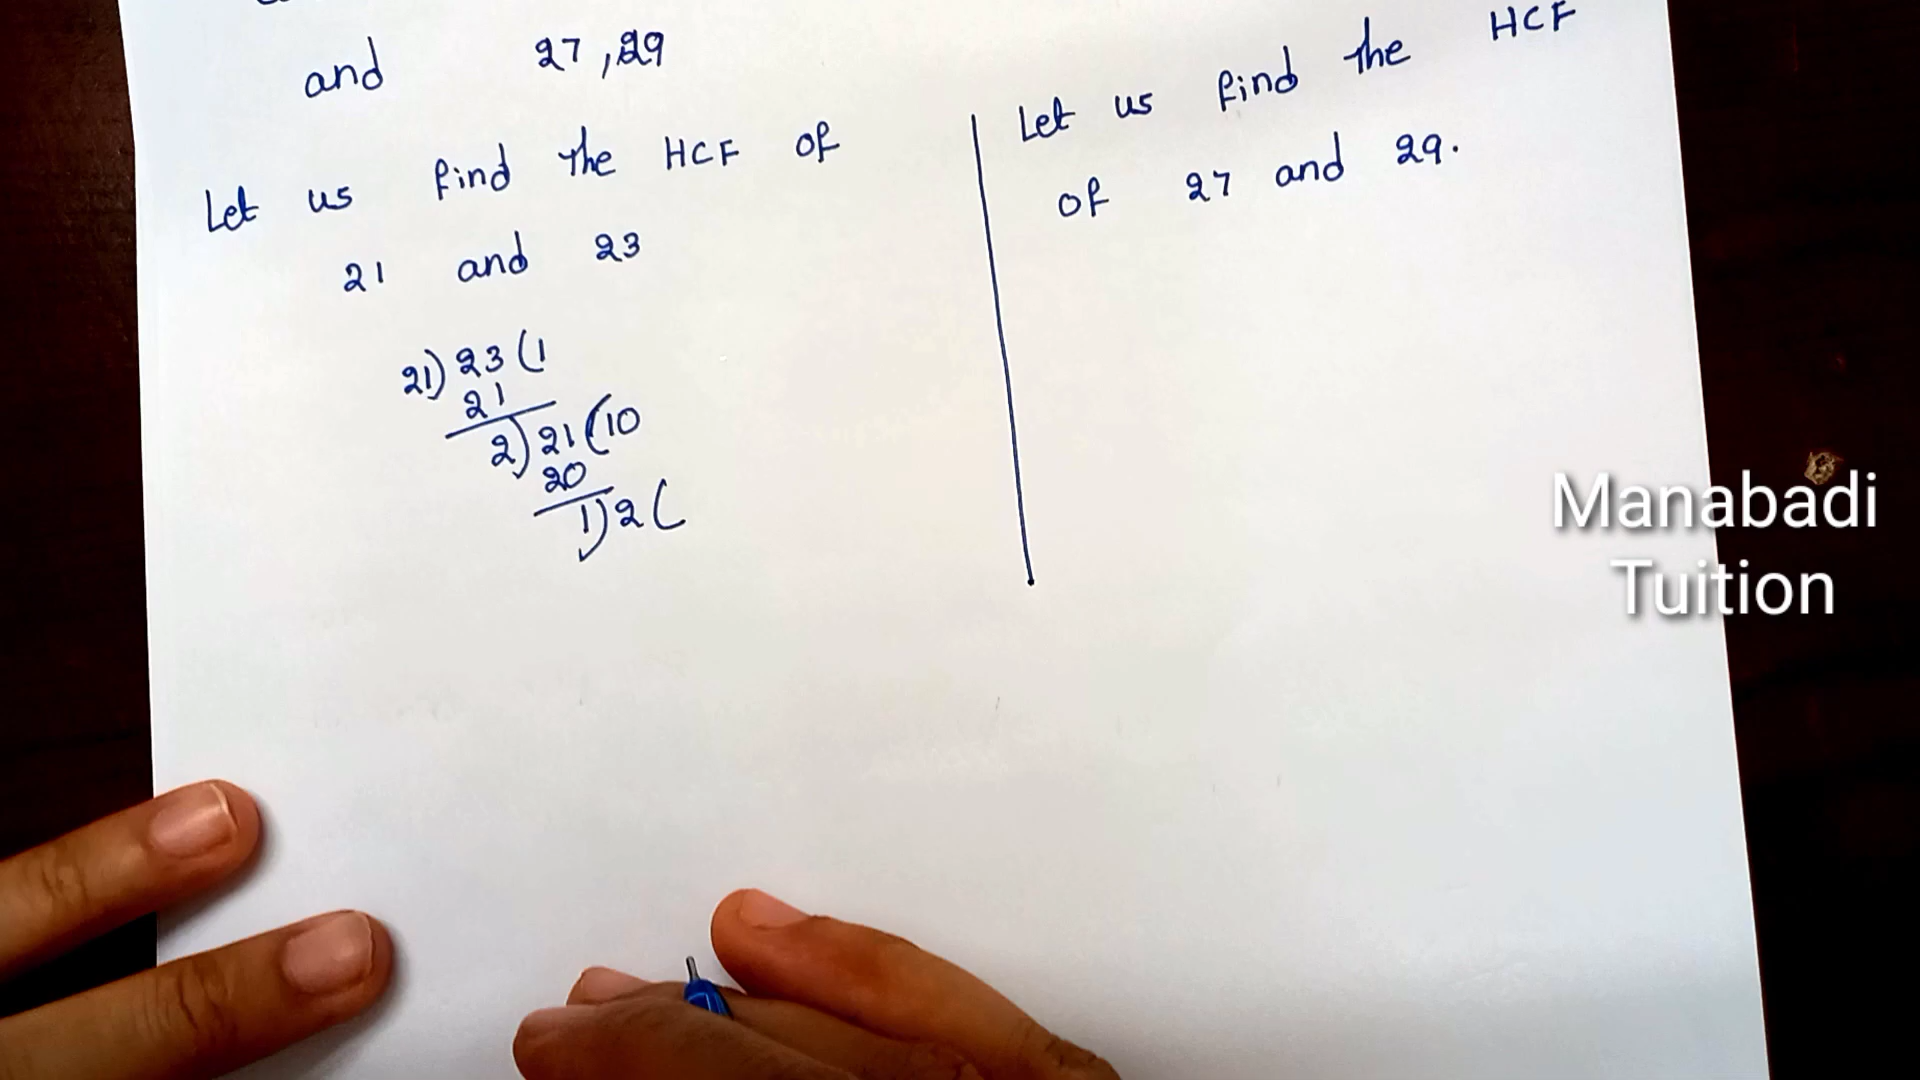 and 27, 29
Let us find the HCF of
21 and 23
21) 23 (1
21
2) 21 (10
20
1) 2 (
Let us find the HCF
of 27 and 29.
Manabadi
Tuition